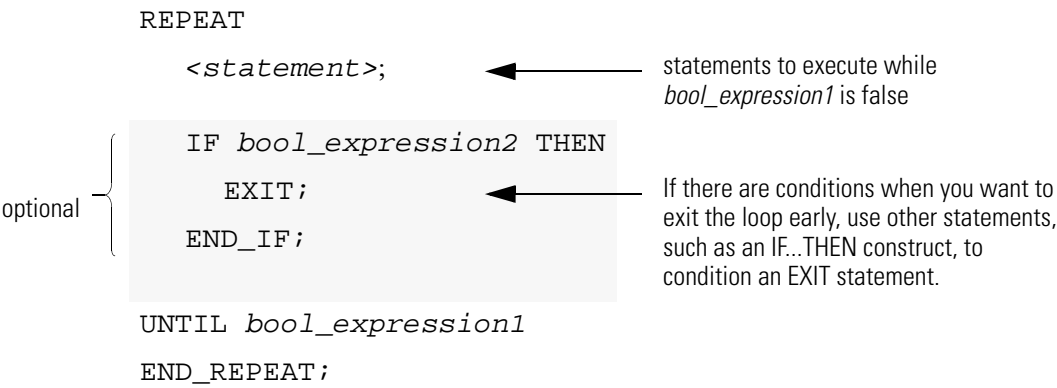 REPEAT
<statement>;
statements to execute while
bool_expression1 is false
optional
IF bool_expression2 THEN
EXIT;
END_IF;
If there are conditions when you want to
exit the loop early, use other statements,
such as an IF...THEN construct, to
condition an EXIT statement.
UNTIL bool_expression1
END_REPEAT;